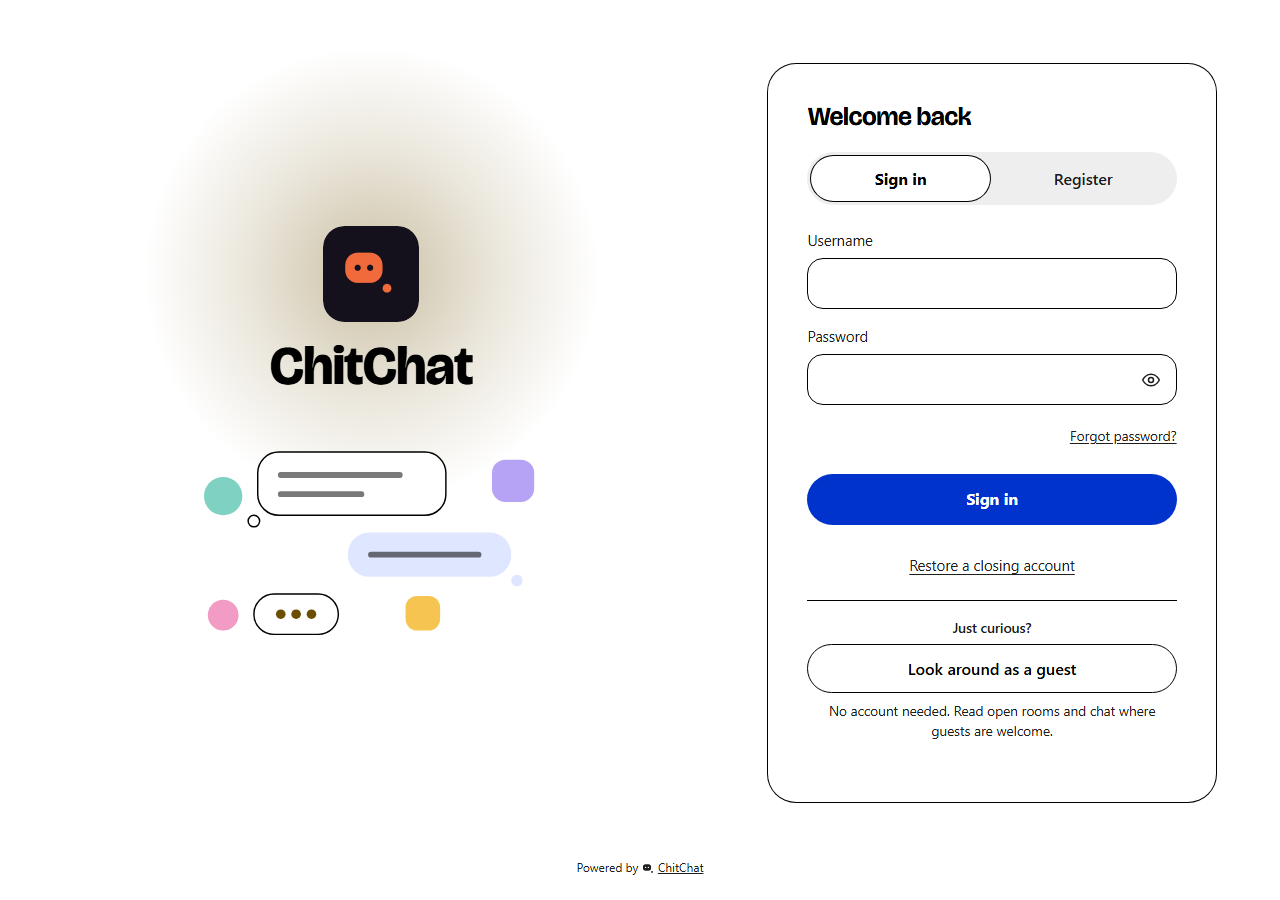 ChitChat
Welcome back
Sign in
Register
Username
Password
Forgot password?
Sign in
Restore a closing account
Just curious?
Look around as a guest
No account needed. Read open rooms and chat where
guests are welcome.
Powered by ChitChat